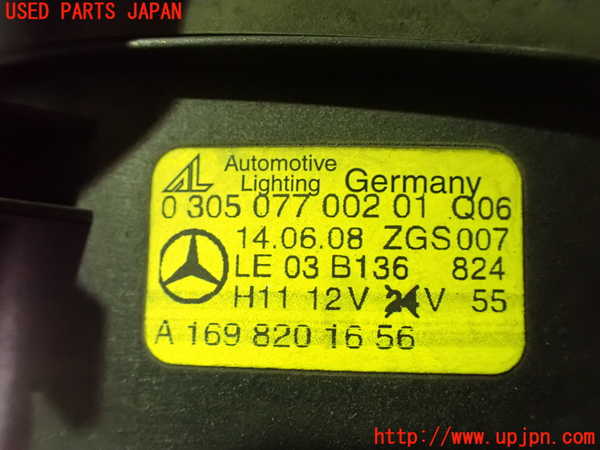 USED PARTS JAPAN
AL Automotive Lighting Germany
0 305 077 002 01 Q06
14.06.08 ZGS 007
LE 03 B136 824
H11 12V 24V 55
A 169 820 16 56
http://www.upjpn.com/